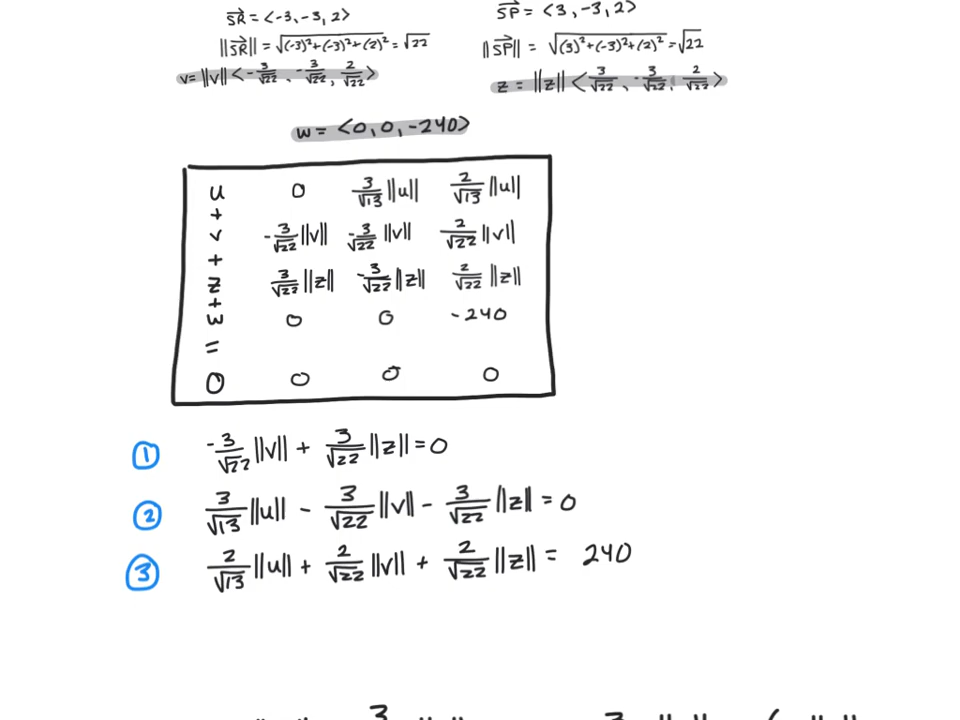 SR = <-3, -3, 2>
SP = <3, -3, 2>
||SR|| = √(-3)²+(-3)²+(2)² = √22
||SP|| = √(3)²+(-3)²+(2)² = √22
v = ||v|| <-3/√22, -3/√22, 2/√22>
z = ||z|| <3/√22, -3/√22, 2/√22>
w = <0, 0, -240>
u 0 3/√13 ||u|| 2/√13 ||u||
+
v -3/√22 ||v|| -3/√22 ||v|| 2/√22 ||v||
+
z 3/√22 ||z|| -3/√22 ||z|| 2/√22 ||z||
+
w 0 0 -240
=
0 0 0 0
① -3/√22 ||v|| + 3/√22 ||z|| = 0
② 3/√13 ||u|| - 3/√22 ||v|| - 3/√22 ||z|| = 0
③ 2/√13 ||u|| + 2/√22 ||v|| + 2/√22 ||z|| = 240